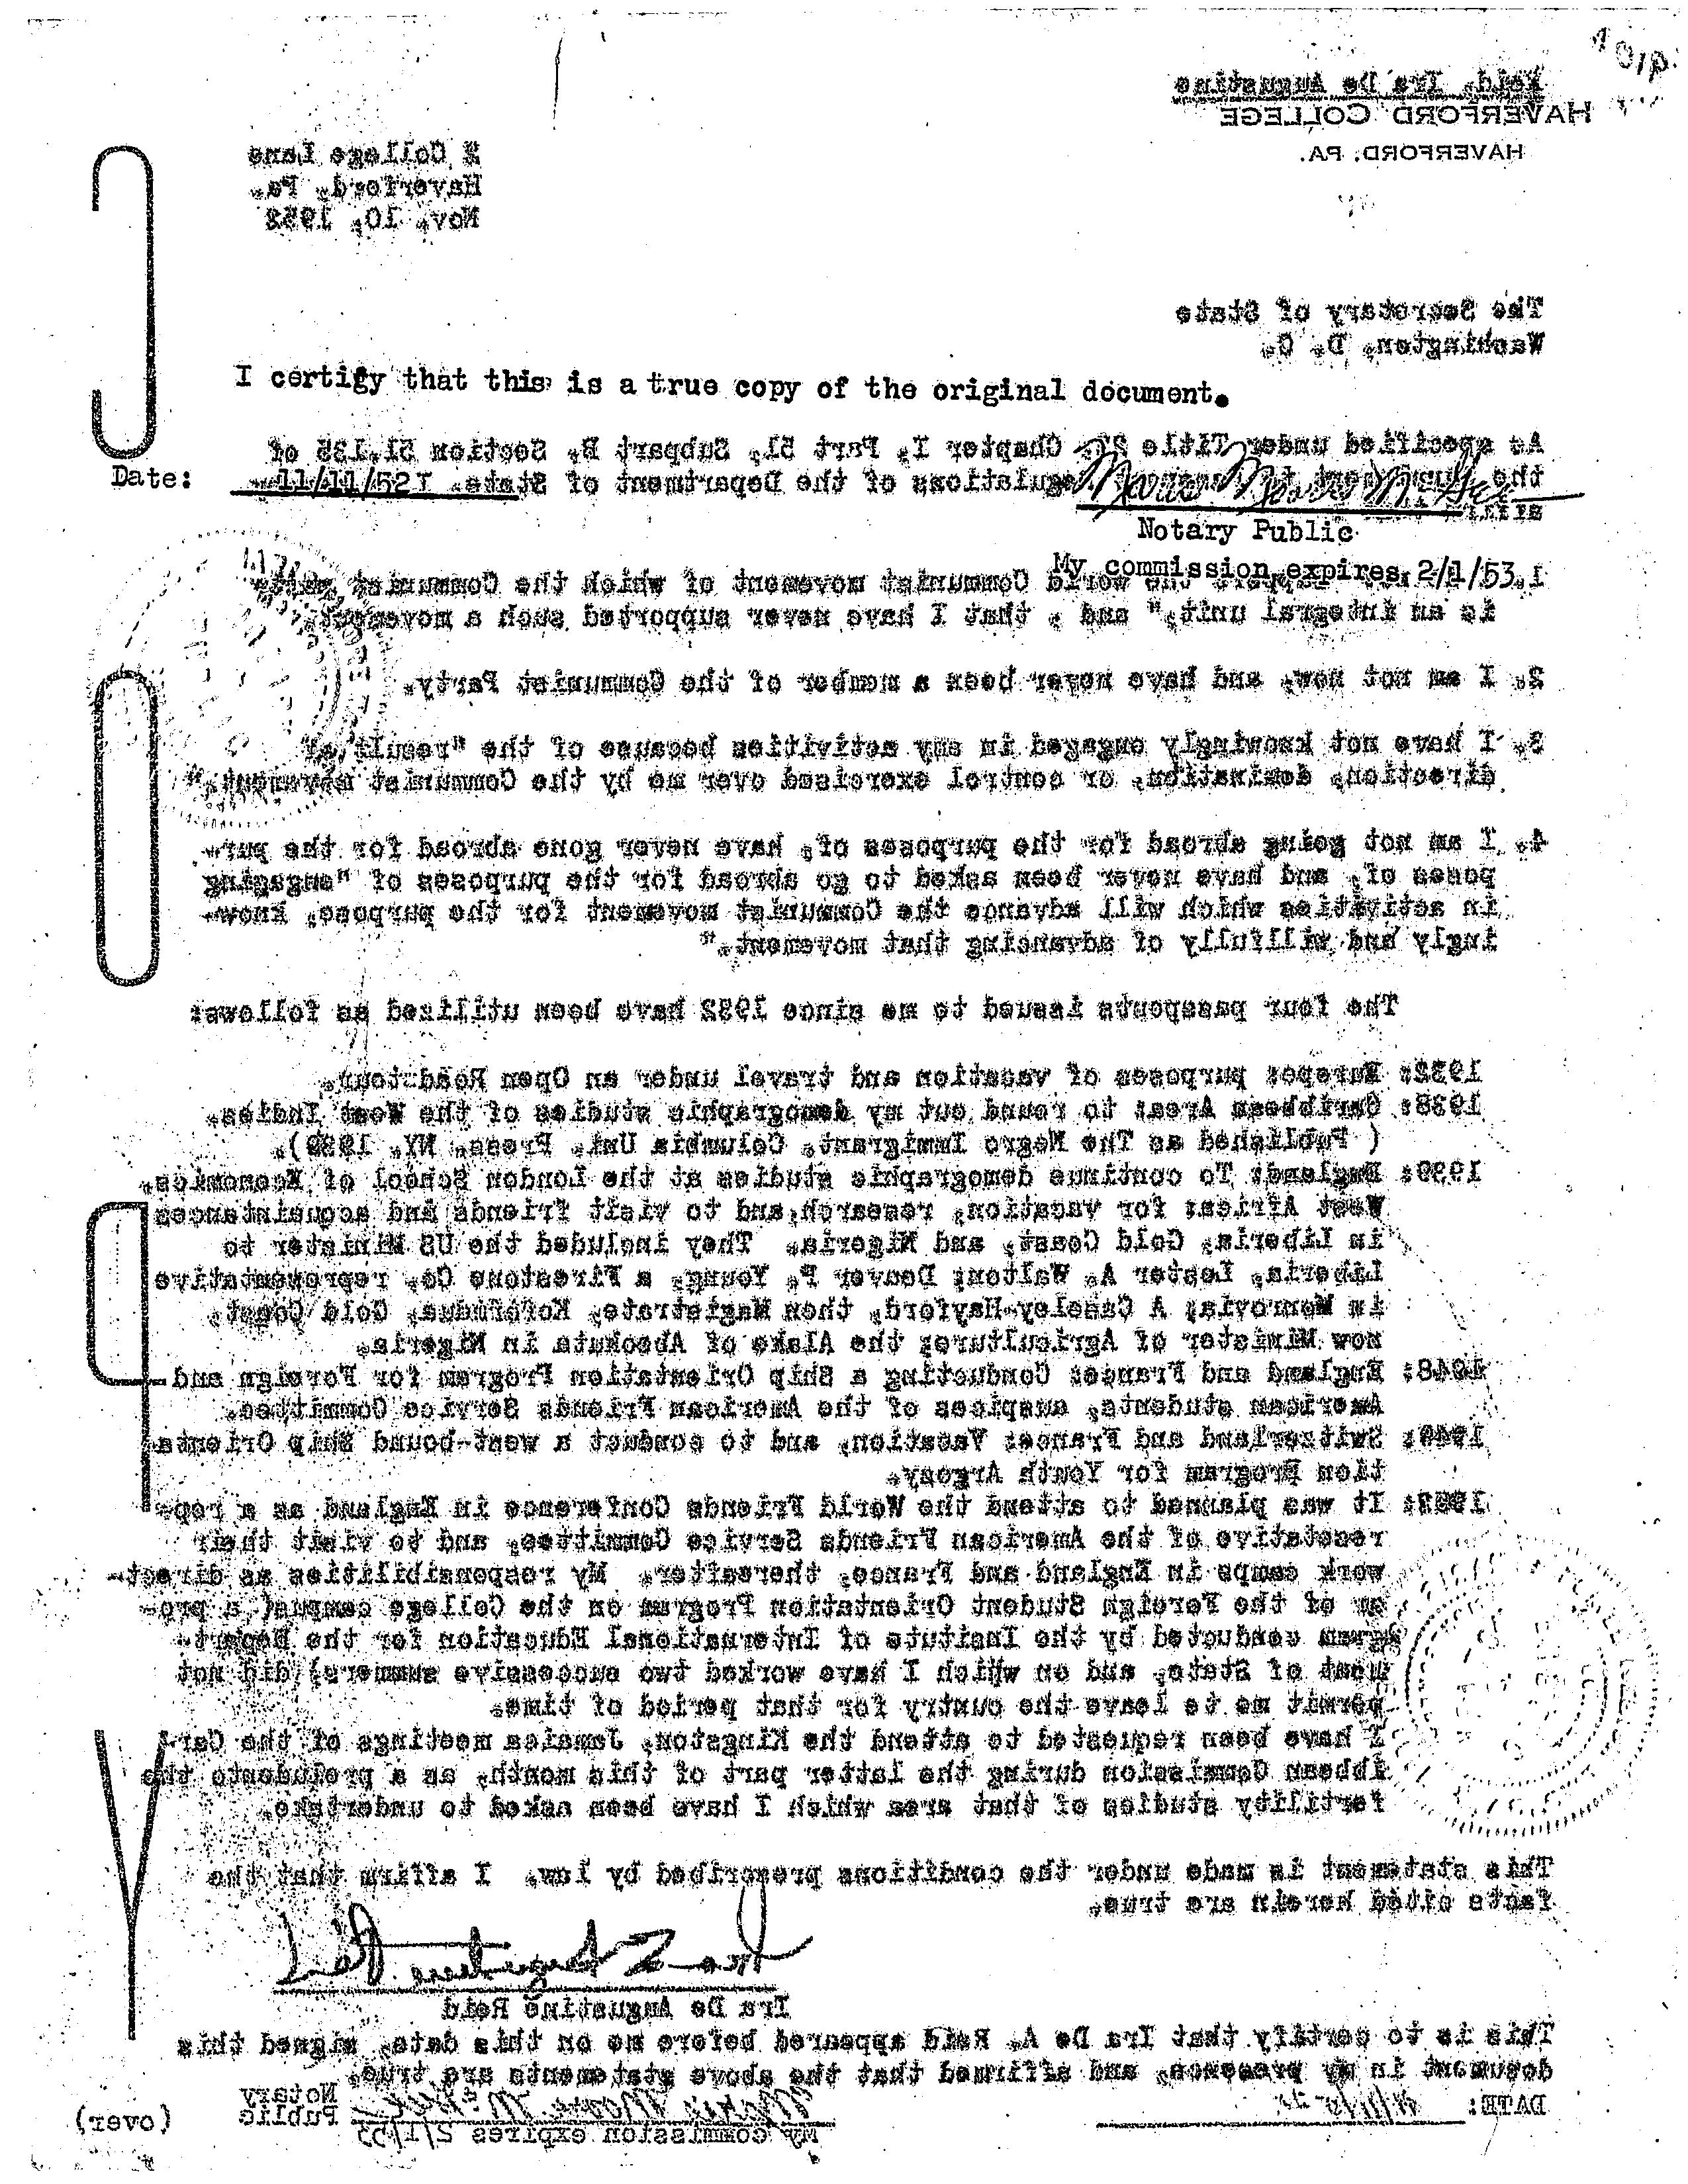 Reid, Ira De Augustine
HAVERFORD COLLEGE
HAVERFORD, PA.
2 College Lane
Haverford, Pa.
Nov. 10, 1952
The Secretary of State
Washington, D. C.
I certify that this is a true copy of the original document.
As specified under Title 22, Chapter I, Part 51, Subpart B, Section 51.135 of
Date: 11/11/52
the regulations of the Department of State, I
Notary Public
My commission expires 2/1/53
1. the world Communist movement of which the Communist
is an integral unit," and , that I have never supported such a movement.
2. I am not now, and have never been a member of the Communist Party.
3. I have not knowingly engaged in any activities because of the "result of
direction, domination, or control exercised over me by the Communist movement."
4. I am not going abroad for the purposes of, have never gone abroad for the pur-
poses of, and have never been asked to go abroad for the purposes of "engaging
in activities which will advance the Communist movement for the purpose, know-
ingly and willfully of advancing that movement."
The four passpouts issued to me since 1932 have been utilized as follows:
1932: Europe: purposes of vacation and travel under an Open Road tour.
1938: Caribbean Area: to round out my demographic studies of the West Indies.
( Published as The Negro Immigrant, Columbia Uni. Press, NY. 1939).
1939: England: To continue demographic studies at the London School of Economics.
West Africa: for vacation, research, and to visit friends and acquaintances
in Liberia, Gold Coast, and Nigeria. They included the US Minister to
Liberia, Lester A. Walton; Deaver P. Young, a Firestone Co. representative
in Monrovia; A Caseley-Hayford, then Magistrate, Koforidua, Gold Coast,
now Minister of Agriculture; the Alake of Abeokuta in Nigeria.
1948: England and France: Conducting a Ship Orientation Program for Foreign and
American students, auspices of the American Friends Service Committee.
1949: Switzerland and France: Vacation, and to conduct a west-bound Ship Orienta-
tion Program for Youth Argosy.
1952: It was planned to attend the World Friends Conference in England as a rep-
resetative of the American Friends Service Committee, and to visit their
work camps in England and France, thereafter. My responsibilities as direct-
or of the Foreign Student Orientation Program on the College campus( a pro-
gram conducted by the Insitute of International Education for the Depart-
ment of State, and on which I have worked two successive summers) did not
permit me to leave the country for that period of time.
I have been requested to attend the Kingston, Jamaica meetings of the Car-
ibbean Commission during the latter part of this month, as a preludeto the
fertility studies of that area which I have been asked to undertake.
This statement is made under the conditions prescribed by law. I affirm that the
facts cited herein are true.
Ira De Augustine Reid
Ira De Augustine Reid
This is to certify that Ira De A. Reid appeared before me on this date, signed this
document in my presence, and affirmed that the above statements are true.
DATE: 11/11/52
Notary
Public
My commission expires 2/1/53
(over)